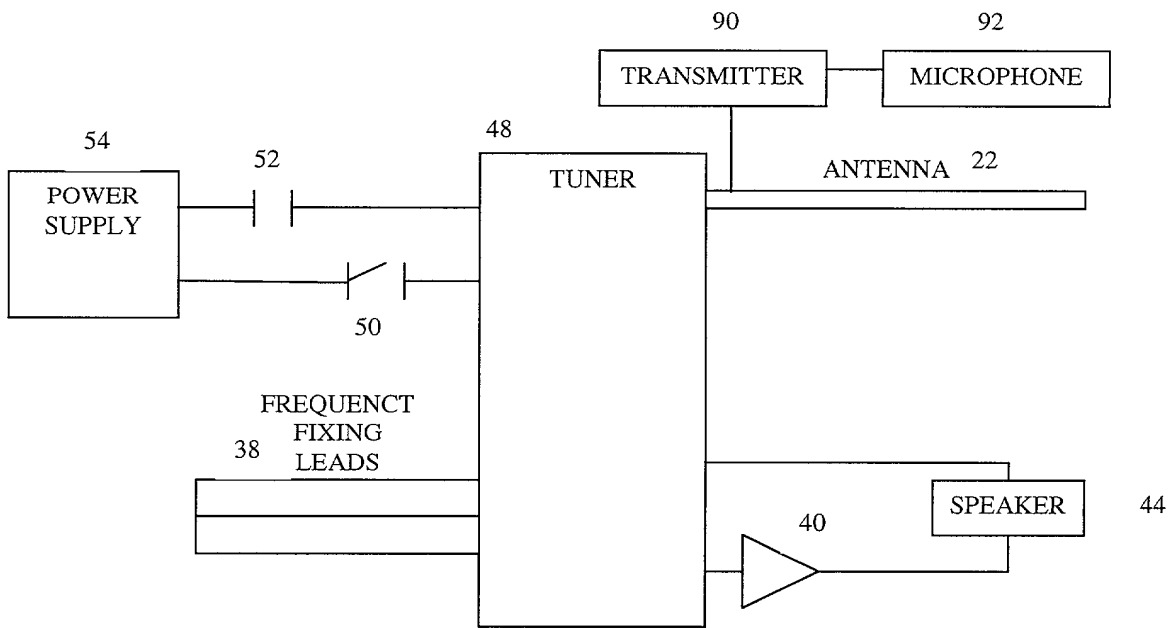 90
92
TRANSMITTER
MICROPHONE
54
52
48
POWER
SUPPLY
TUNER
ANTENNA
22
50
FREQUENCT
FIXING
LEADS
38
40
SPEAKER
44